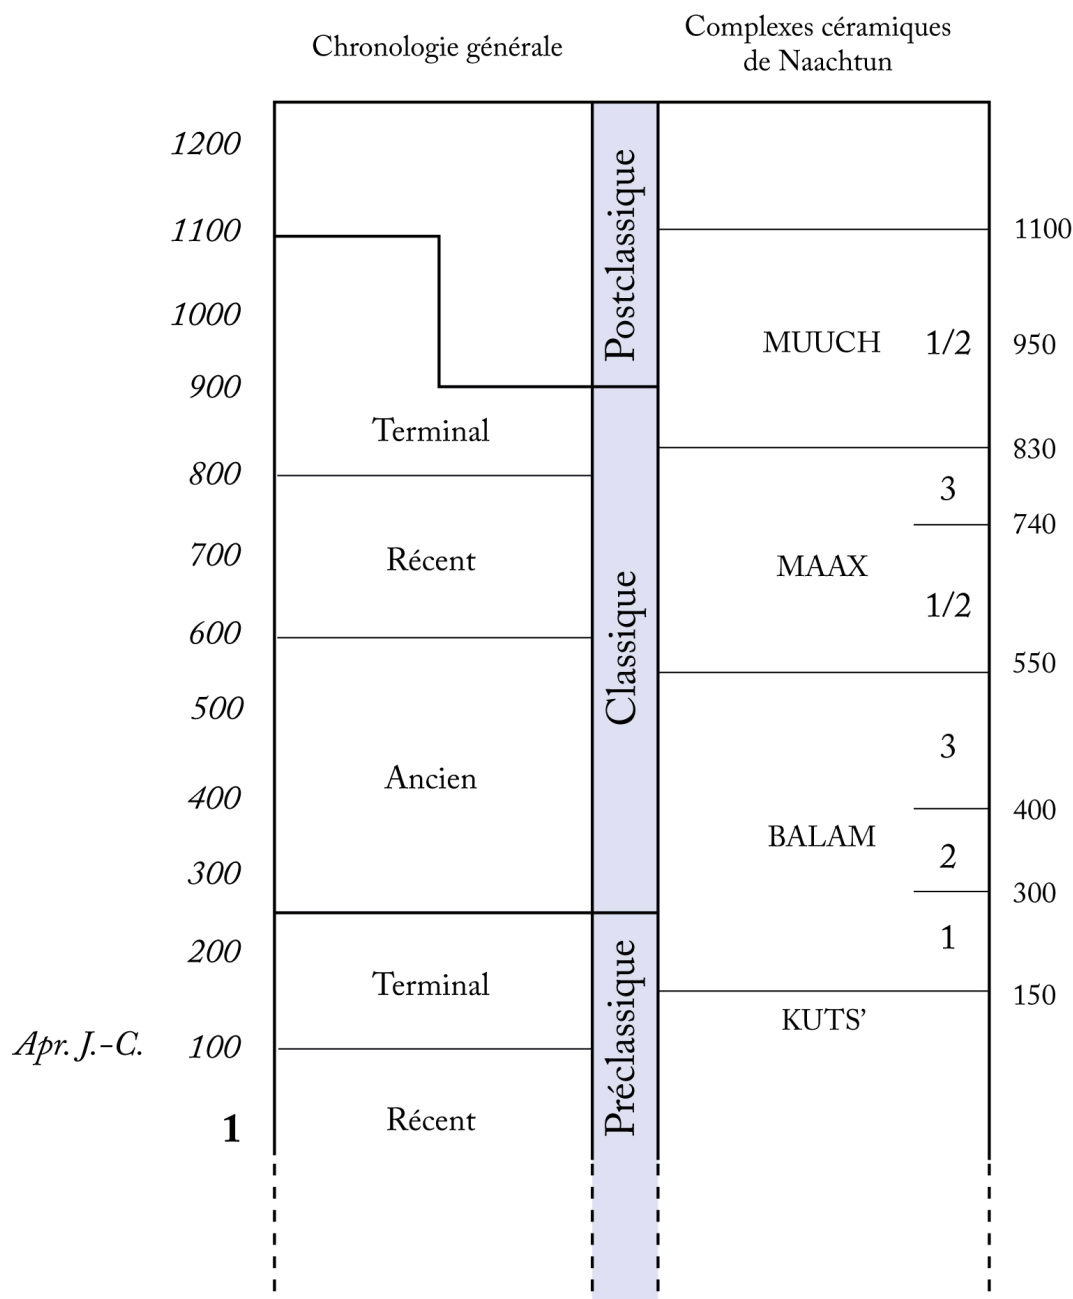 Chronologie générale
Complexes céramiques
de Naachtun
1200
1100
1100
Postclassique
1000
MUUCH 1/2 950
900
Terminal
830
800
3
740
700
Récent
MAAX
1/2
600
Classique
550
500
3
Ancien
400
400
BALAM
2
300
300
200
1
Terminal
150
KUTS’
Apr. J.-C. 100
Préclassique
Récent
1